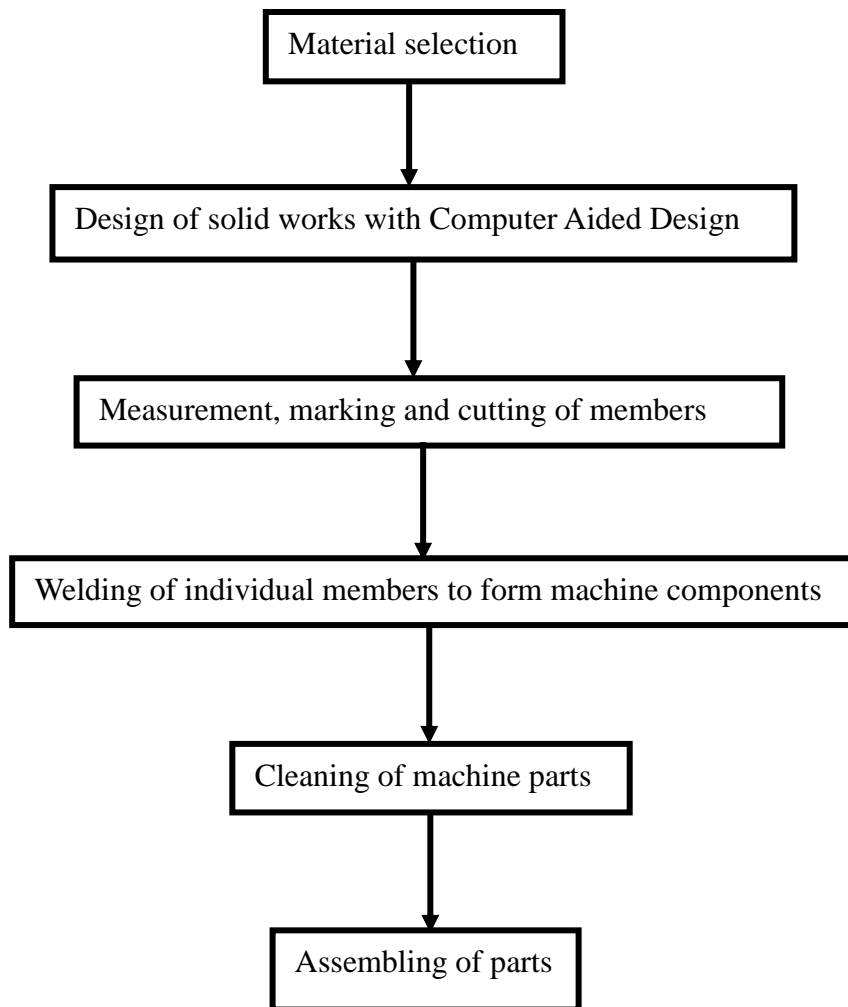 Material selection
Design of solid works with Computer Aided Design
Measurement, marking and cutting of members
Welding of individual members to form machine components
Cleaning of machine parts
Assembling of parts